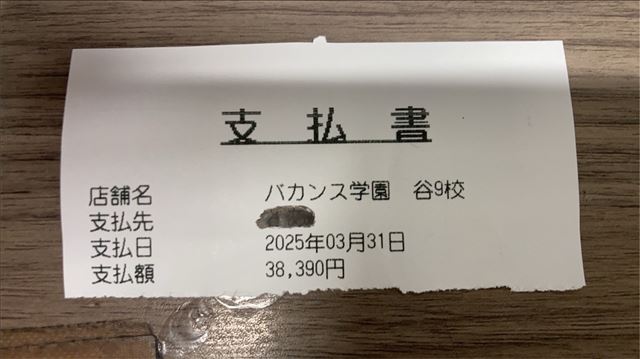 支払書
店舗名 バカンス学園 谷9校
支払先
支払日 2025年03月31日
支払額 38,390円